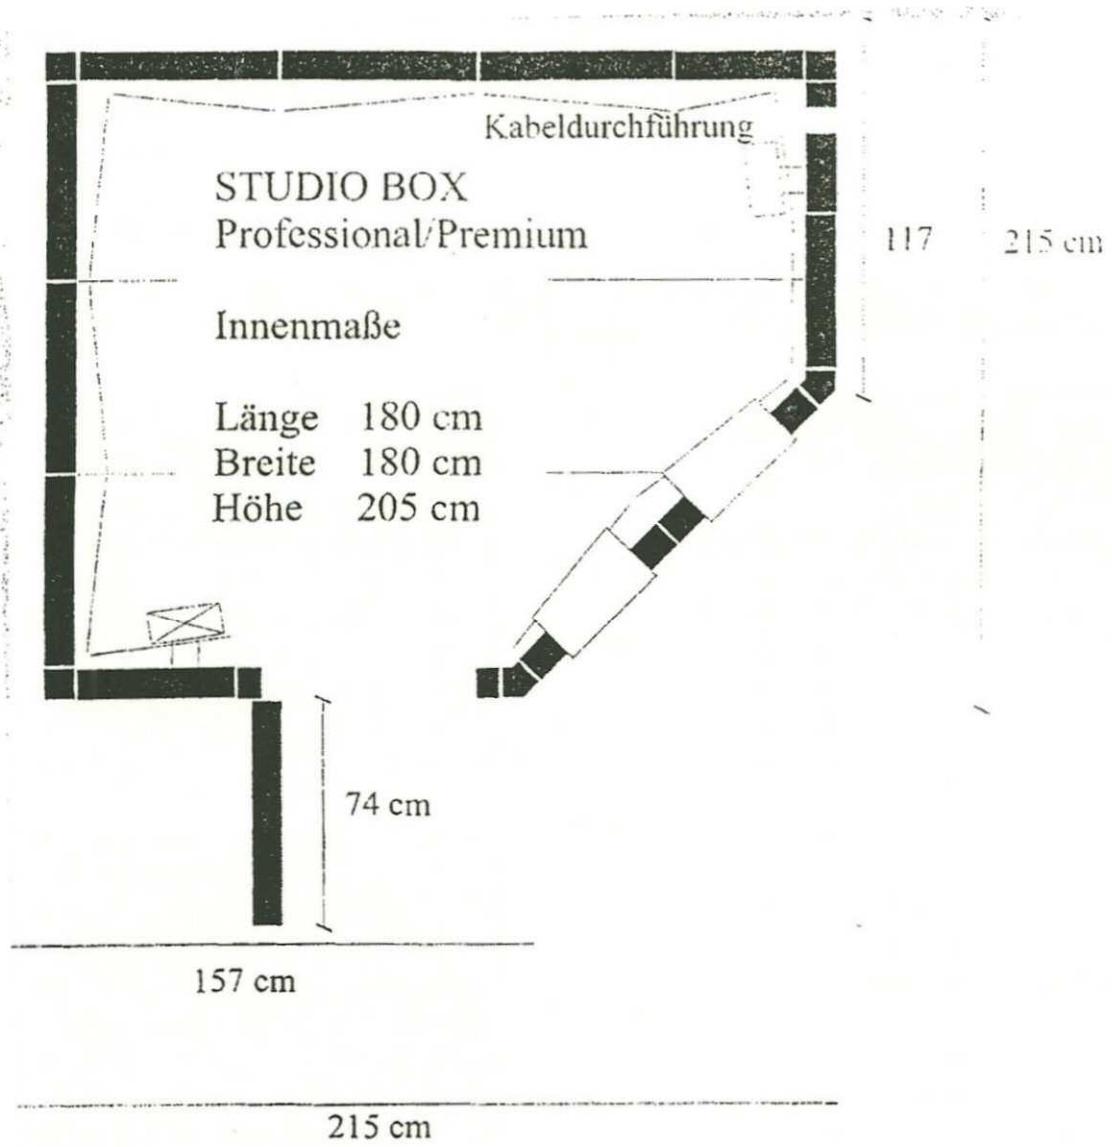 Kabeldurchführung
STUDIO BOX
Professional/Premium
117
215 cm
Innenmaße
Länge 180 cm
Breite 180 cm
Höhe 205 cm
74 cm
157 cm
215 cm